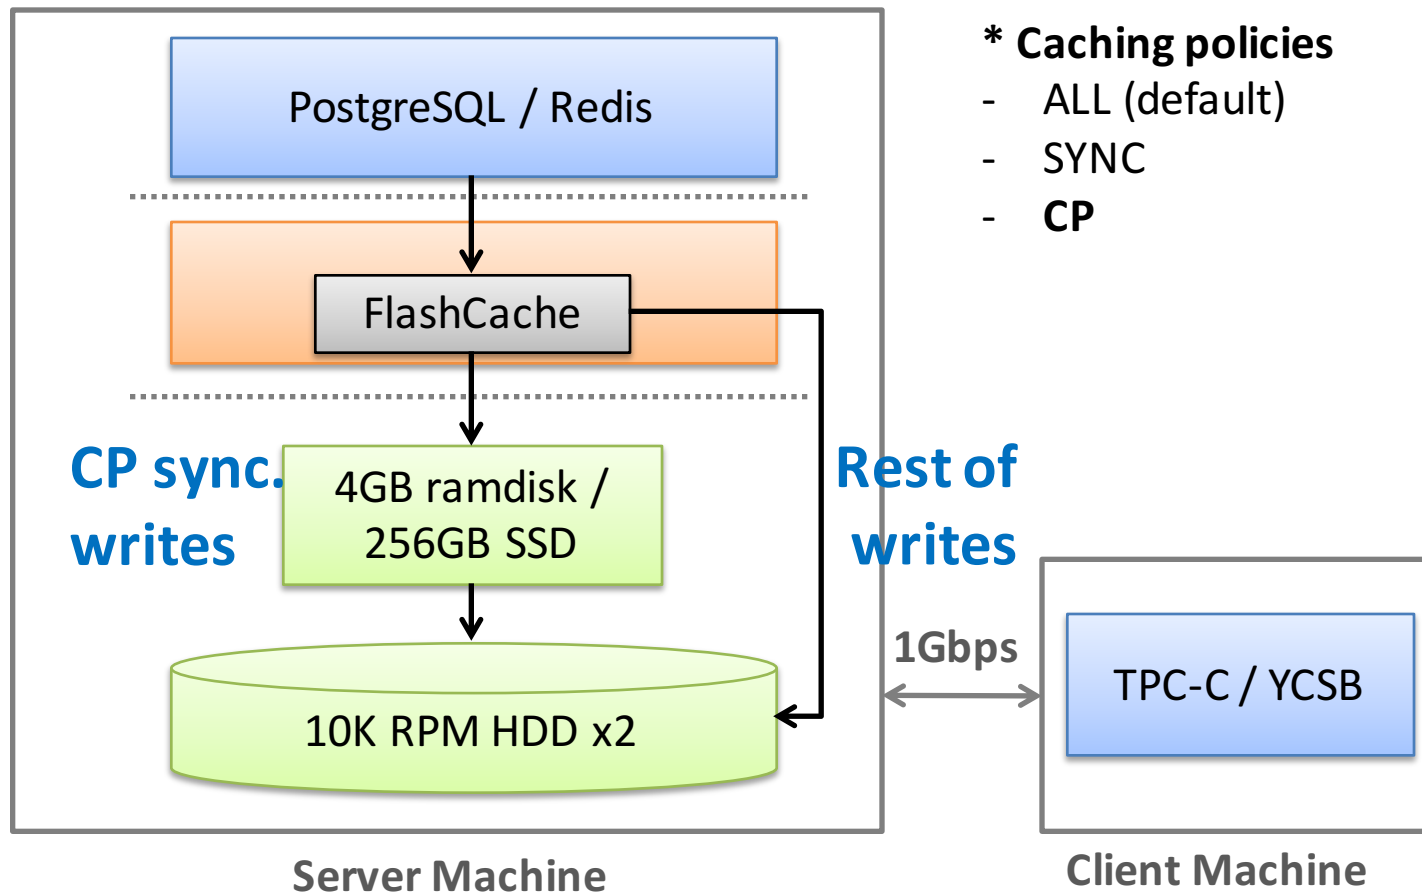 PostgreSQL / Redis
* Caching policies
- ALL (default)
- SYNC
- CP
FlashCache
CP sync.
writes
4GB ramdisk /
256GB SSD
Rest of
writes
10K RPM HDD x2
1Gbps
TPC-C / YCSB
Server Machine
Client Machine